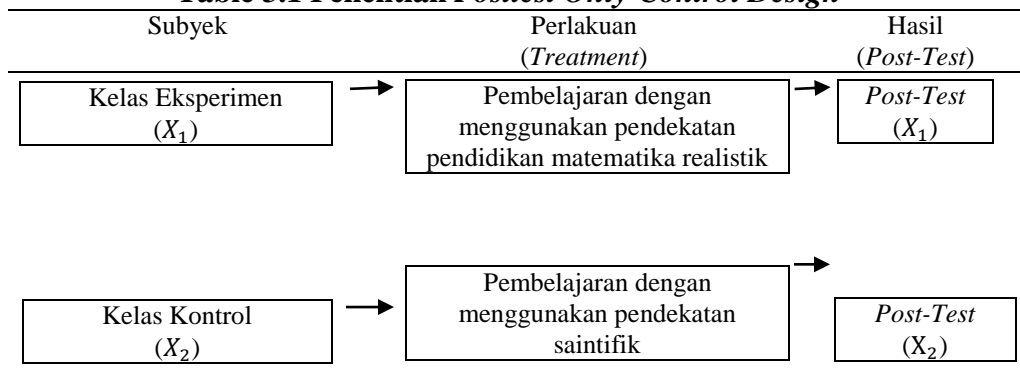 Table 3.1 Penelitian Posttest Only Control Design
Subyek Perlakuan Hasil
(Treatment) (Post-Test)
Kelas Eksperimen
(X₁)
Pembelajaran dengan
menggunakan pendekatan
pendidikan matematika realistik
Post-Test
(X₁)
Kelas Kontrol
(X₂)
Pembelajaran dengan
menggunakan pendekatan
saintifik
Post-Test
(X₂)